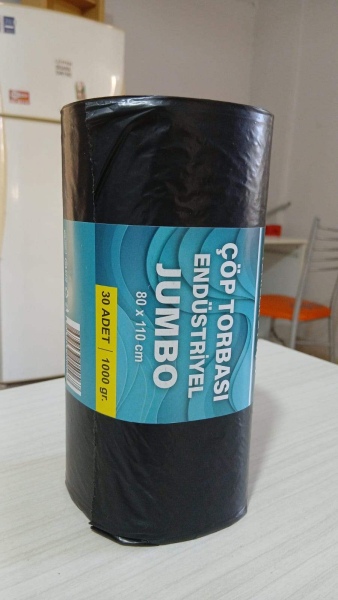 ÇÖP TORBASI
ENDÜSTRİYEL
JUMBO
80 x 110 cm
30 ADET | 1000 gr.